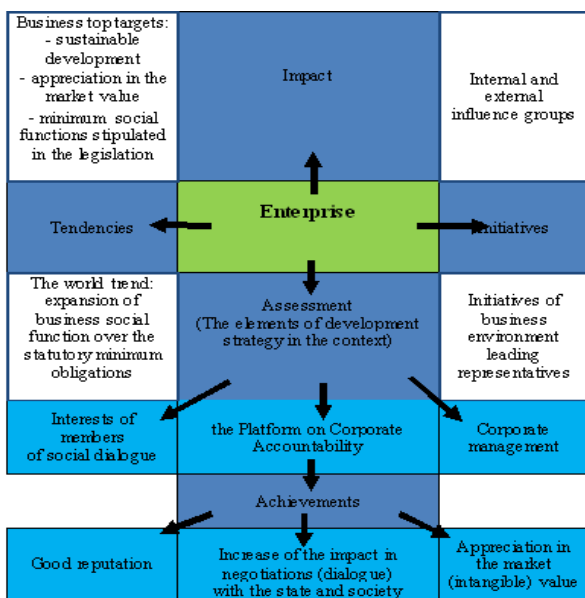 Business top targets:
- sustainable
development
- appreciation in the
market value
- minimum social
functions stipulated
in the legislation
Impact
Internal and
external
influence groups
Tendencies
Enterprise
Initiatives
The world trend:
expansion of
business social
function over the
statutory minimum
obligations
Assessment
(The elements of development
strategy in the context)
Initiatives of
business
environment
leading
representatives
Interests of
members
of social dialogue
the Platform on Corporate
Accountability
Corporate
management
Achievements
Good reputation
Increase of the impact in
negotiations (dialogue)
with the state and society
Appreciation in
the market
(intangible) value